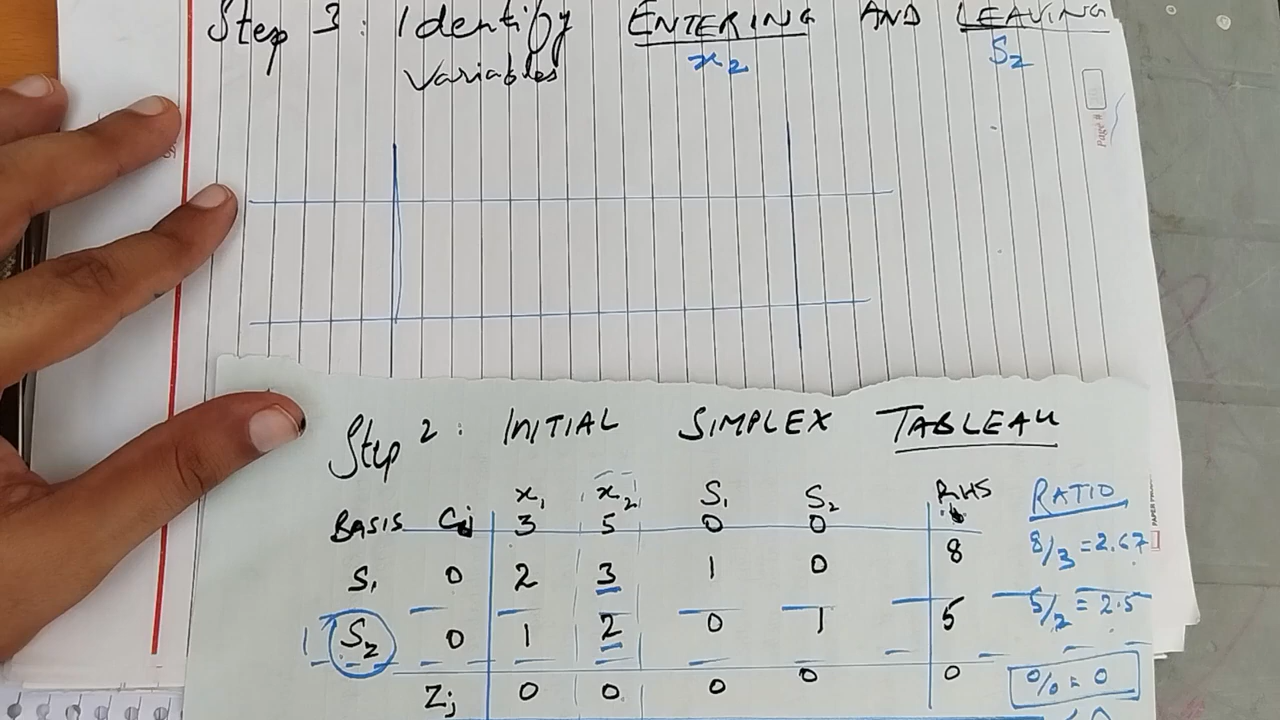 Step 3: Identify ENTERING AND LEAVING
Variables x₂ S₂
Page #
Step 2: INITIAL SIMPLEX TABLEAU
x₁ x₂ S₁ S₂ RHS RATIO
BASIS Cj 3 5 0 0
S₁ 0 2 3 1 0 8 8/3 = 2.67
S₂ 0 1 2 0 1 5 5/2 = 2.5
Zj 0 0 0 0 0 0/0 = 0